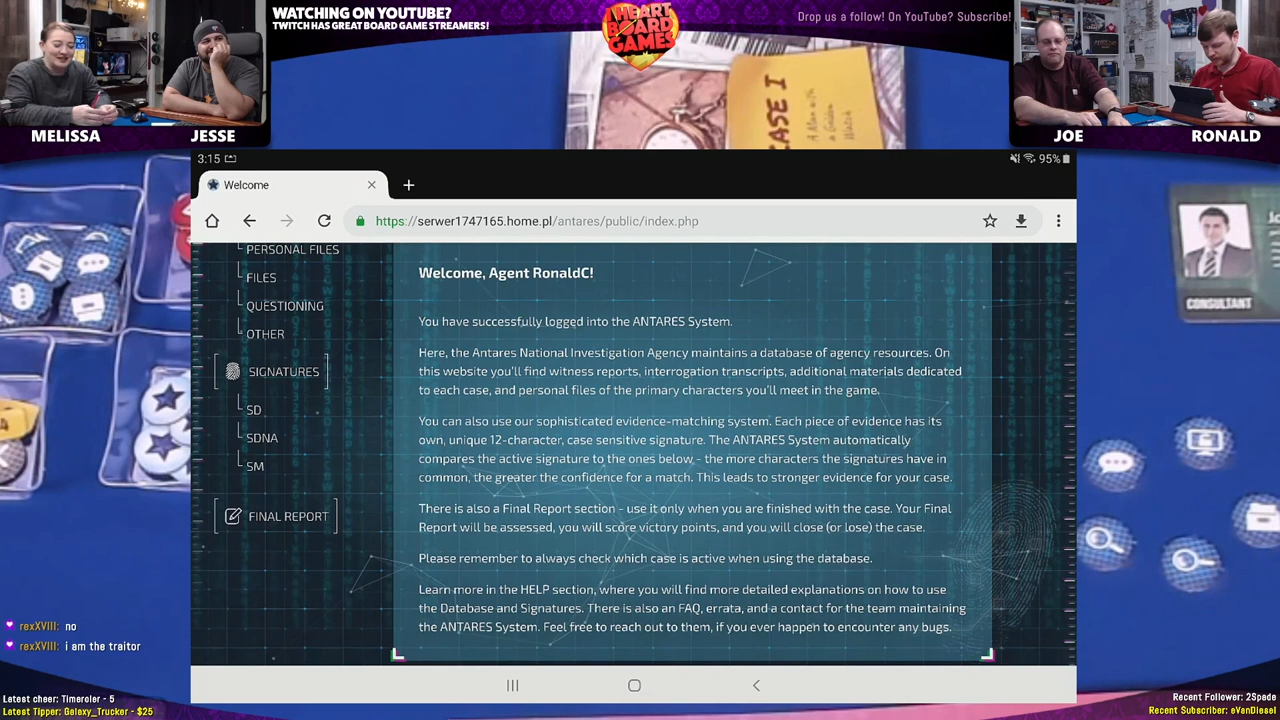 WATCHING ON YOUTUBE?
TWITCH HAS GREAT BOARD GAME STREAMERS!
I HEART
BOARD
GAMES
Drop us a follow! On YouTube? Subscribe!
MELISSA
JESSE
JOE
RONALD
CASE I
3:15
95%
Welcome
https://serwer1747165.home.pl/antares/public/index.php
PERSONAL FILES
FILES
QUESTIONING
OTHER
SIGNATURES
SD
SDNA
SM
FINAL REPORT
Welcome, Agent RonaldC!
You have successfully logged into the ANTARES System.
Here, the Antares National Investigation Agency maintains a database of agency resources. On
this website you'll find witness reports, interrogation transcripts, additional materials dedicated
to each case, and personal files of the primary characters you'll meet in the game.
You can also use our sophisticated evidence-matching system. Each piece of evidence has its
own, unique 12-character, case sensitive signature. The ANTARES System automatically
compares the active signature to the ones below - the more characters the signatures have in
common, the greater the confidence for a match. This leads to stronger evidence for your case.
There is also a Final Report section - use it only when you are finished with the case. Your Final
Report will be assessed, you will score victory points, and you will close (or lose) the case.
Please remember to always check which case is active when using the database.
Learn more in the HELP section, where you will find more detailed explanations on how to use
the Database and Signatures. There is also an FAQ, errata, and a contact for the team maintaining
the ANTARES System. Feel free to reach out to them, if you ever happen to encounter any bugs.
CONSULTANT
rexXVIII: no
rexXVIII: i am the traitor
Latest cheer: Timeroler - 5
Latest Tipper: Galexy_Trucker - $25
Recent Follower: 2Spade
Recent Subscriber: eVanDiesel